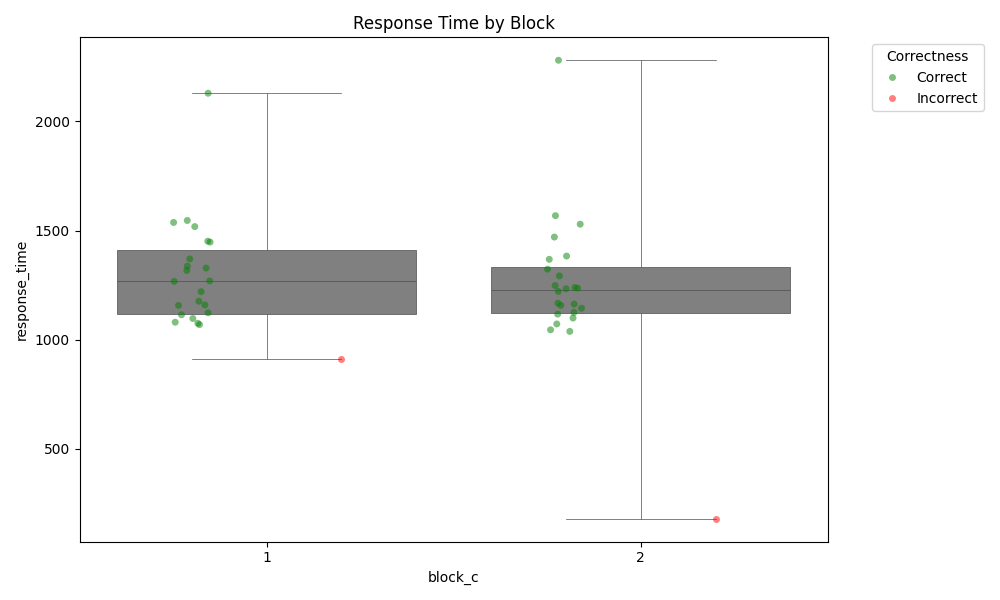 Response Time by Block
Correctness
Correct
Incorrect
response_time
2000
1500
1000
500
1
2
block_c